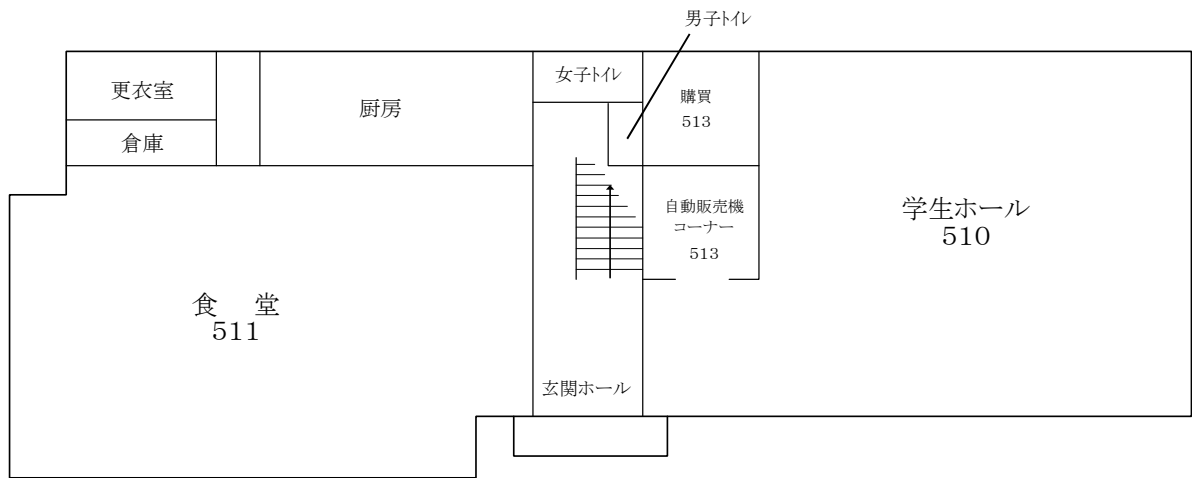 男子トイレ
更衣室
倉庫
厨房
女子トイレ
購買
513
自動販売機
コーナー
513
学生ホール
510
食　堂
511
玄関ホール